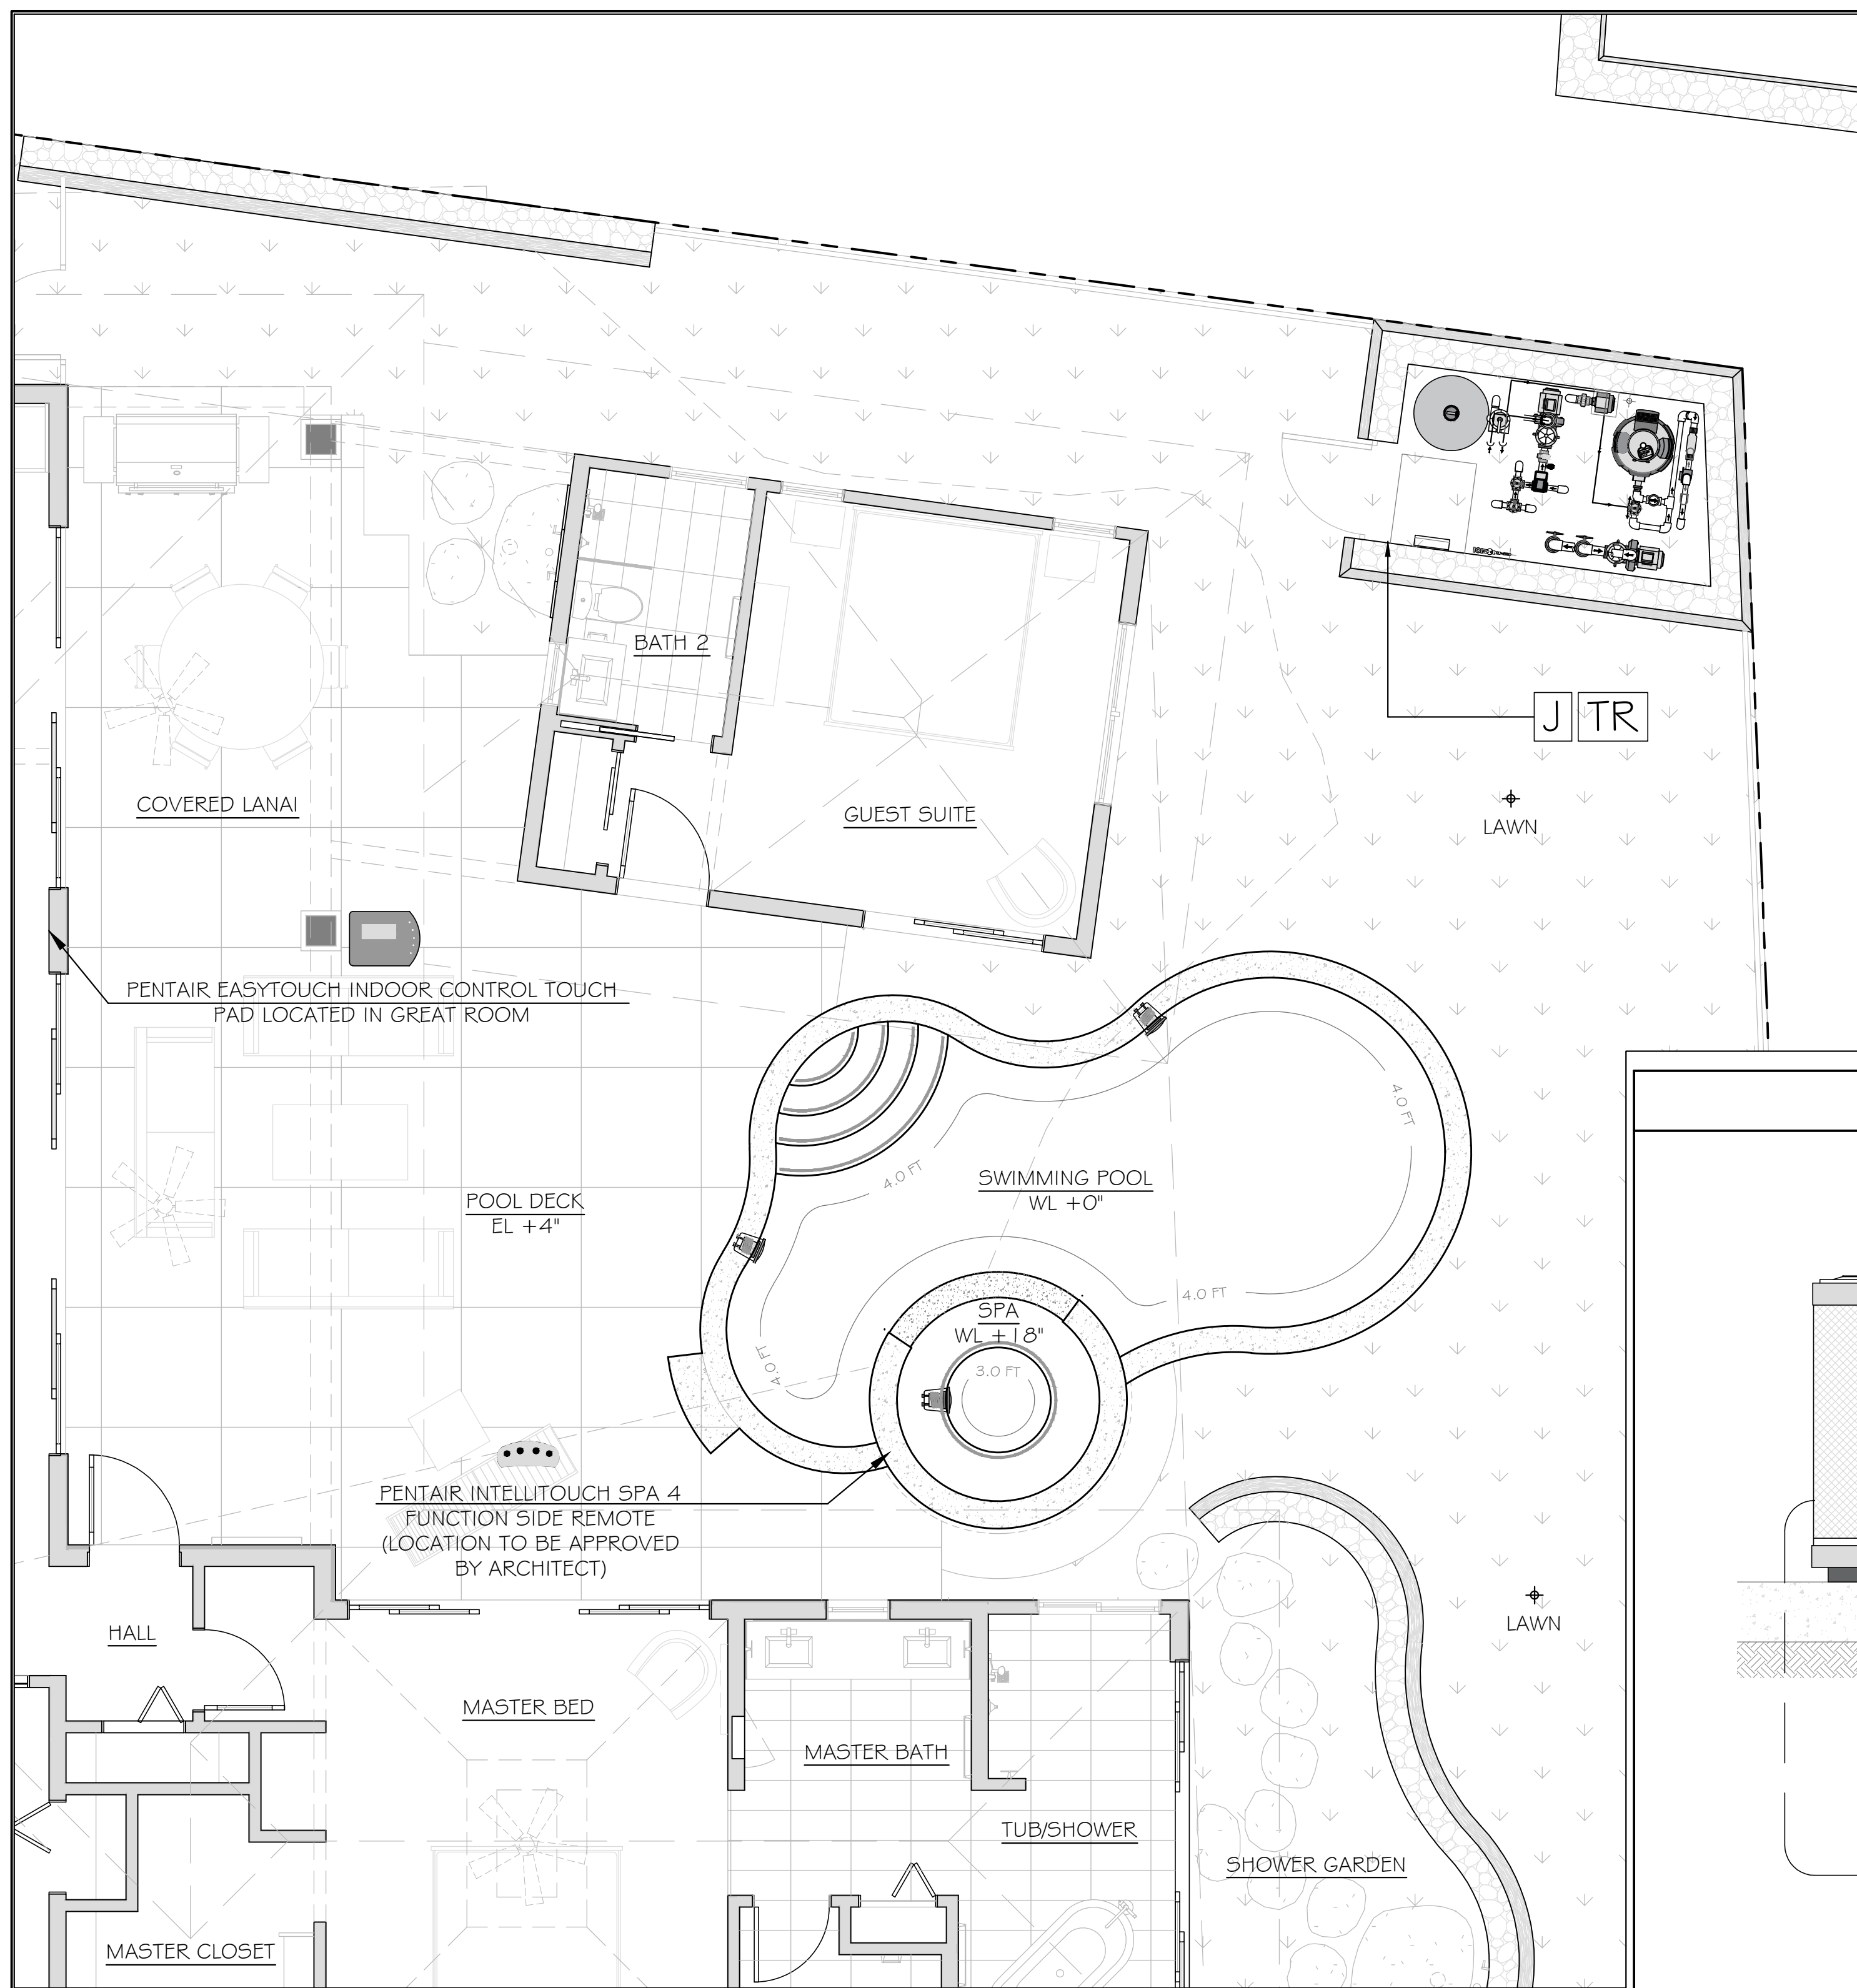 BATH 2
J TR
COVERED LANAI
GUEST SUITE
LAWN
PENTAIR EASYTOUCH INDOOR CONTROL TOUCH
PAD LOCATED IN GREAT ROOM
4.0 FT
4.0 FT
SWIMMING POOL
WL +0"
POOL DECK
EL +4"
4.0 FT
SPA
WL +18"
4.0 FT
3.0 FT
PENTAIR INTELLITOUCH SPA 4
FUNCTION SIDE REMOTE
(LOCATION TO BE APPROVED
BY ARCHITECT)
LAWN
HALL
MASTER BED
MASTER BATH
TUB/SHOWER
SHOWER GARDEN
MASTER CLOSET